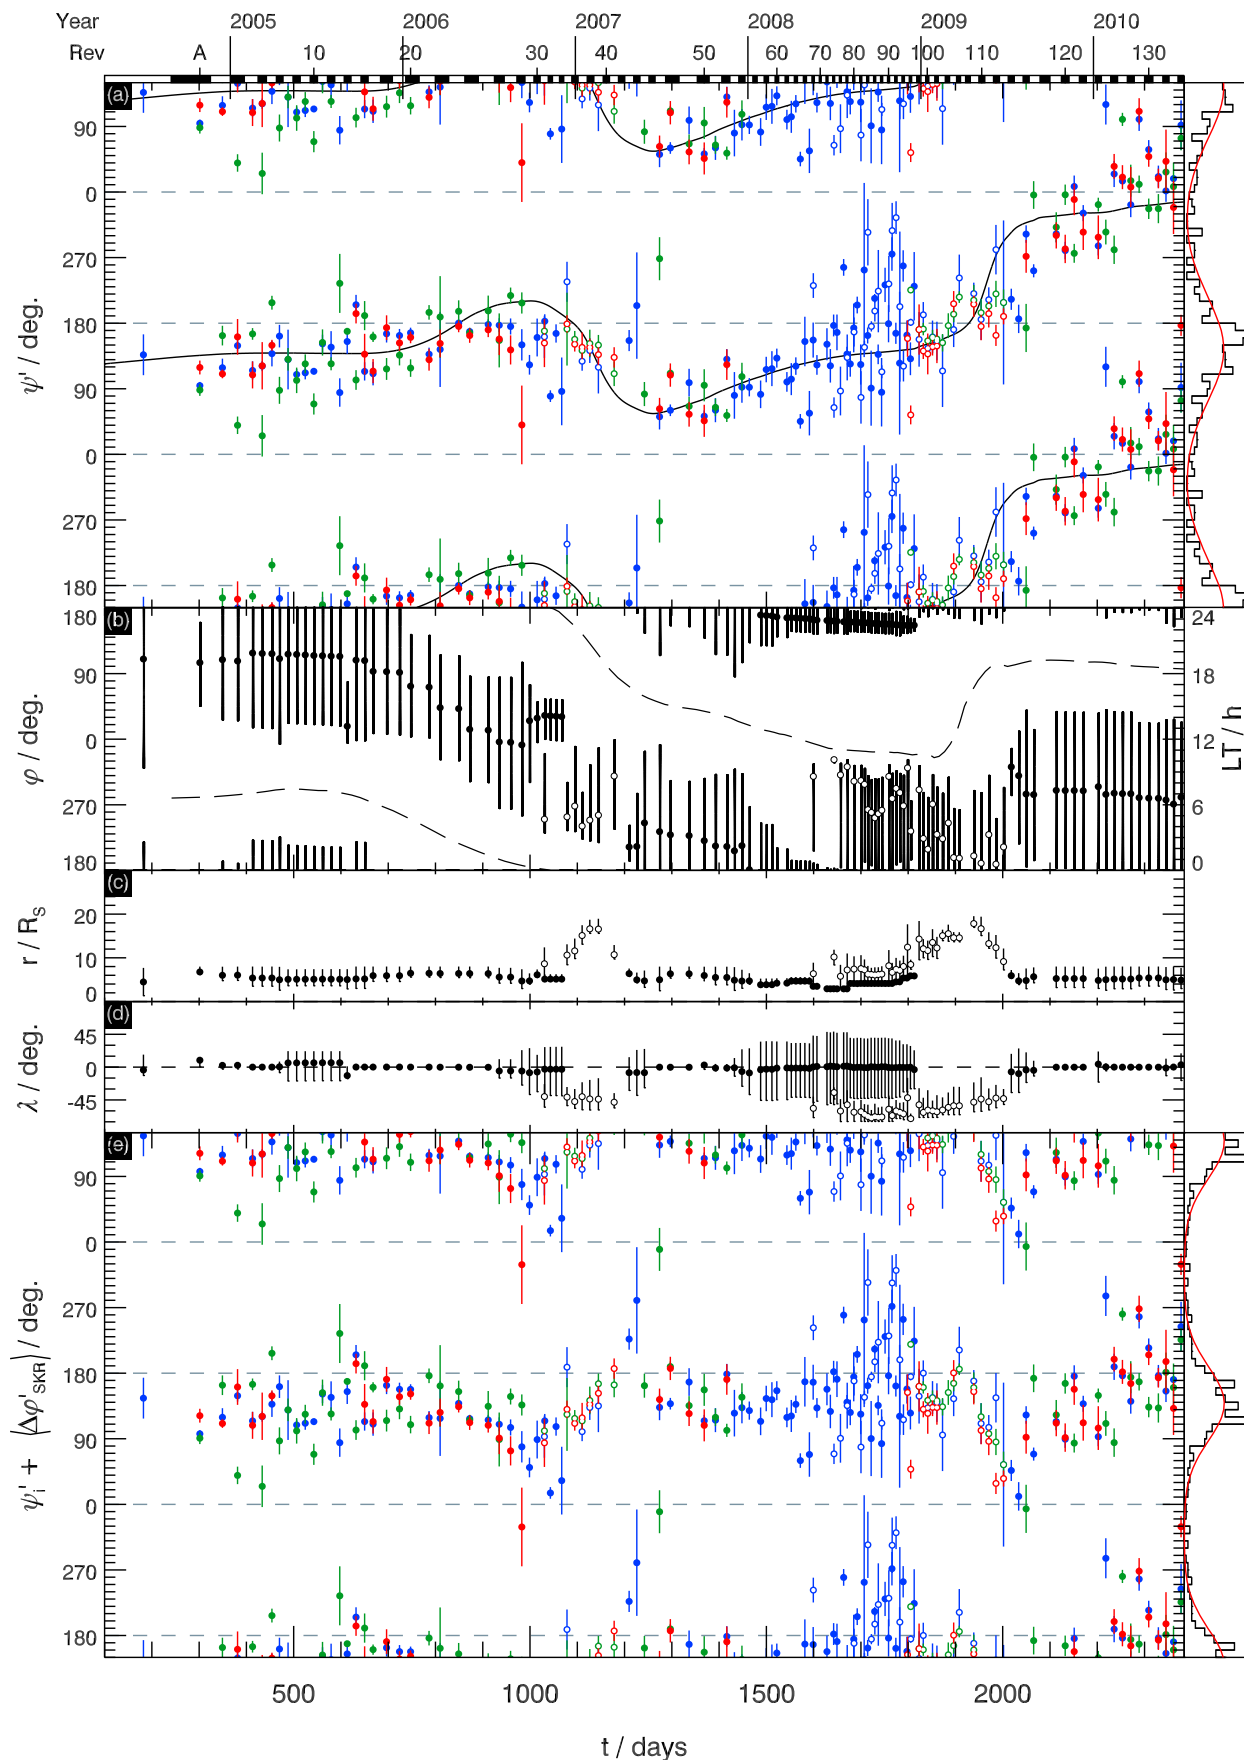 Year 2005 2006 2007 2008 2009 2010
Rev A 10 20 30 40 50 60 70 80 90 100 110 120 130
(a)
90
0
270
180
90
0
270
180
ψ' / deg.
(b)
180
90
0
270
180
φ / deg.
24
18
12
6
0
LT / h
(c)
20
10
0
r / R_S
(d)
45
0
-45
λ / deg.
(e)
90
0
270
180
90
0
270
180
ψ_i' + ⟨Δφ'_SKR⟩ / deg.
500 1000 1500 2000
t / days